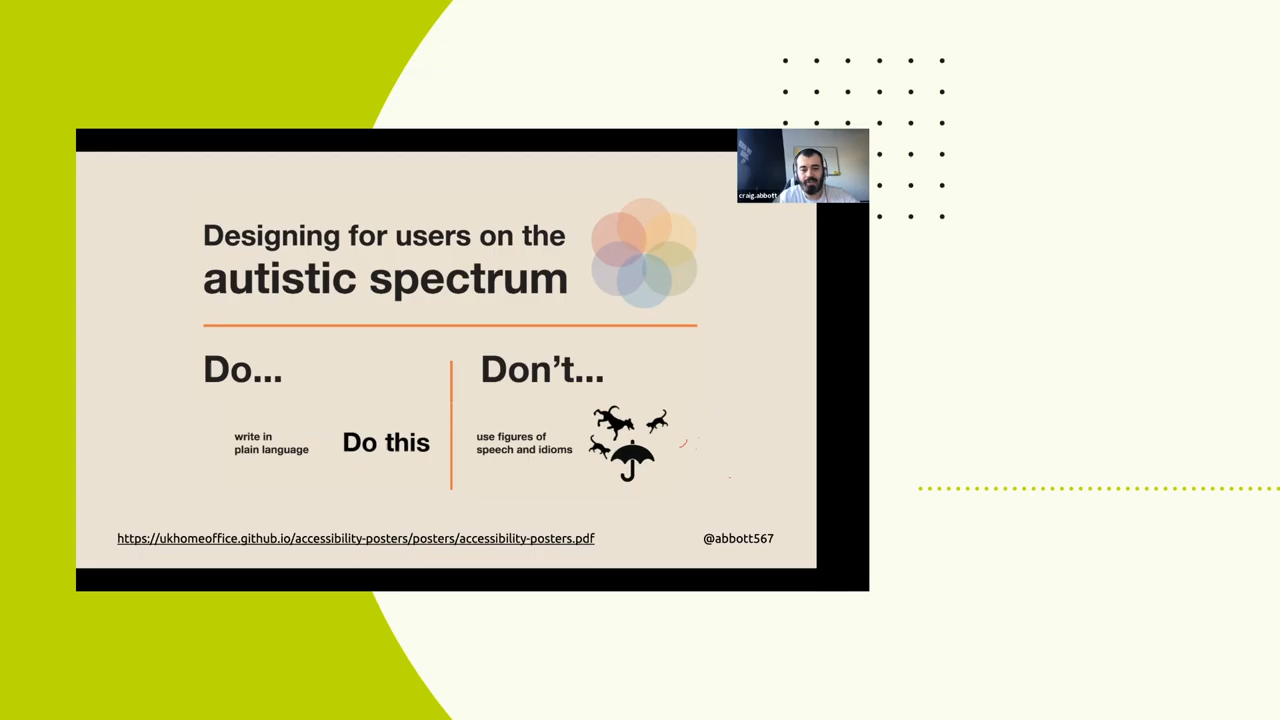 craig.abbott
Designing for users on the
autistic spectrum
Do...
Don't...
write in
plain language
Do this
use figures of
speech and idioms
https://ukhomeoffice.github.io/accessibility-posters/posters/accessibility-posters.pdf
@abbott567